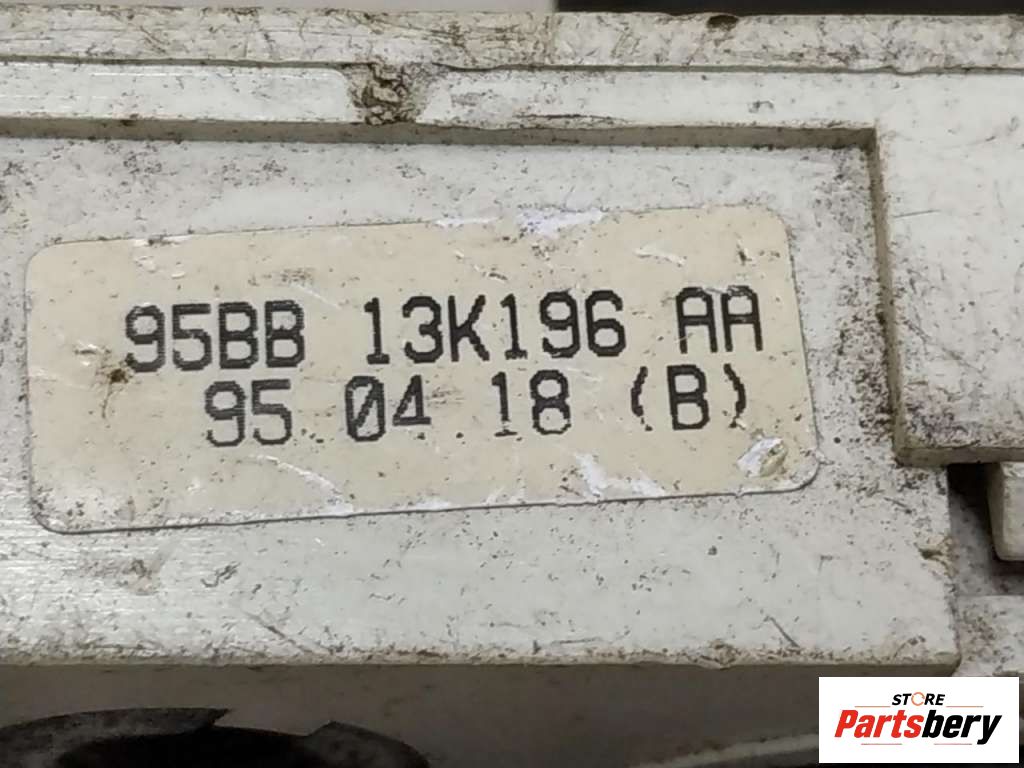 95BB 13K196 AA
95 04 18 (B)
STORE
Partsbery